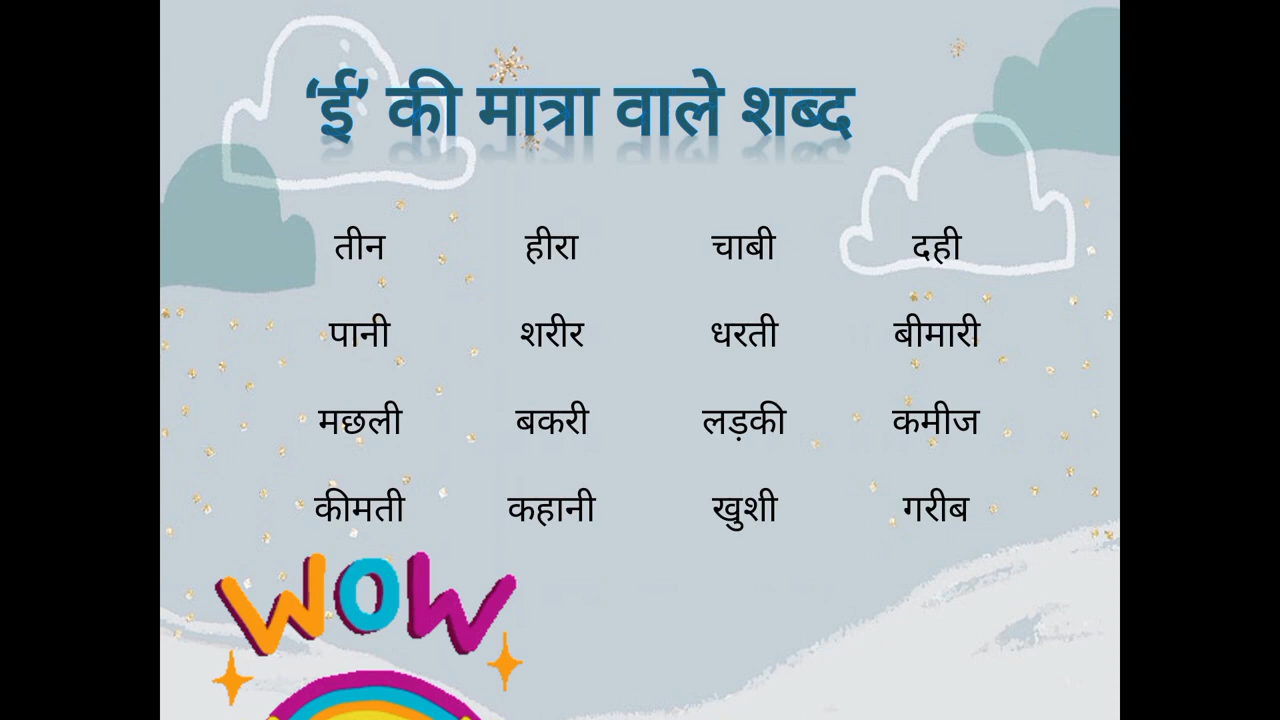 ‘ई’ की मात्रा वाले शब्द
तीन हीरा चाबी दही
पानी शरीर धरती बीमारी
मछली बकरी लड़की कमीज
कीमती कहानी खुशी गरीब
WOW